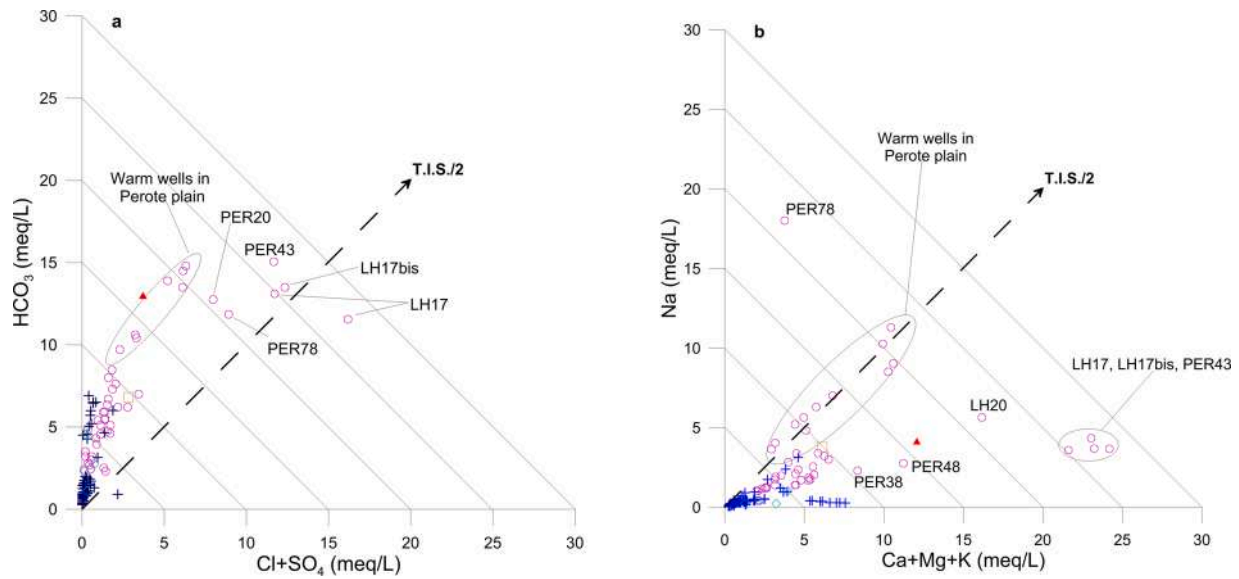 a
30
25
20
15
10
5
0
HCO₃ (meq/L)
Warm wells in
Perote plain
T.I.S./2
PER20
PER43
LH17bis
LH17
PER78
0 5 10 15 20 25 30
Cl+SO₄ (meq/L)
b
30
25
20
15
10
5
0
Na (meq/L)
Warm wells in
Perote plain
T.I.S./2
PER78
LH17, LH17bis, PER43
LH20
PER48
PER38
0 5 10 15 20 25 30
Ca+Mg+K (meq/L)